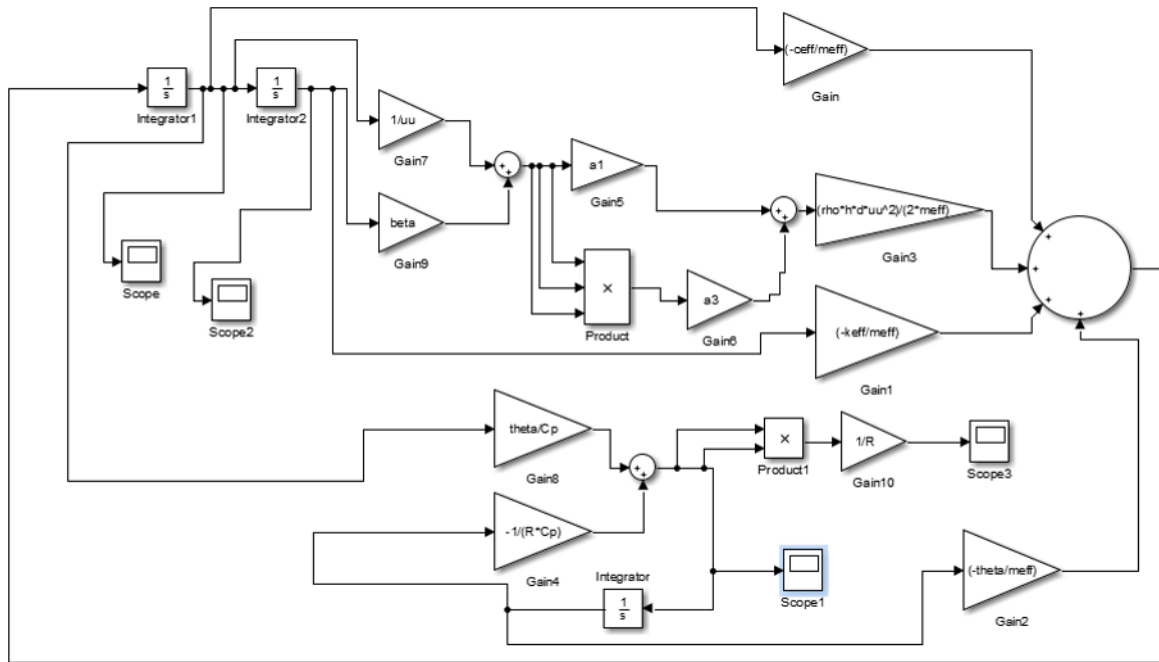 (-ceff/meff)
Gain
1
s
Integrator1
1
s
Integrator2
1/uu
Gain7
beta
Gain9
+
+
a1
Gain5
×
Product
a3
Gain6
+
+
(rho*h*d*uu^2)/(2*meff)
Gain3
(-keff/meff)
Gain1
+
+
+
+
Scope
Scope2
theta/Cp
Gain8
-1/(R*Cp)
Gain4
+
+
×
Product1
1/R
Gain10
Scope3
Integrator
1
s
Scope1
(-theta/meff)
Gain2